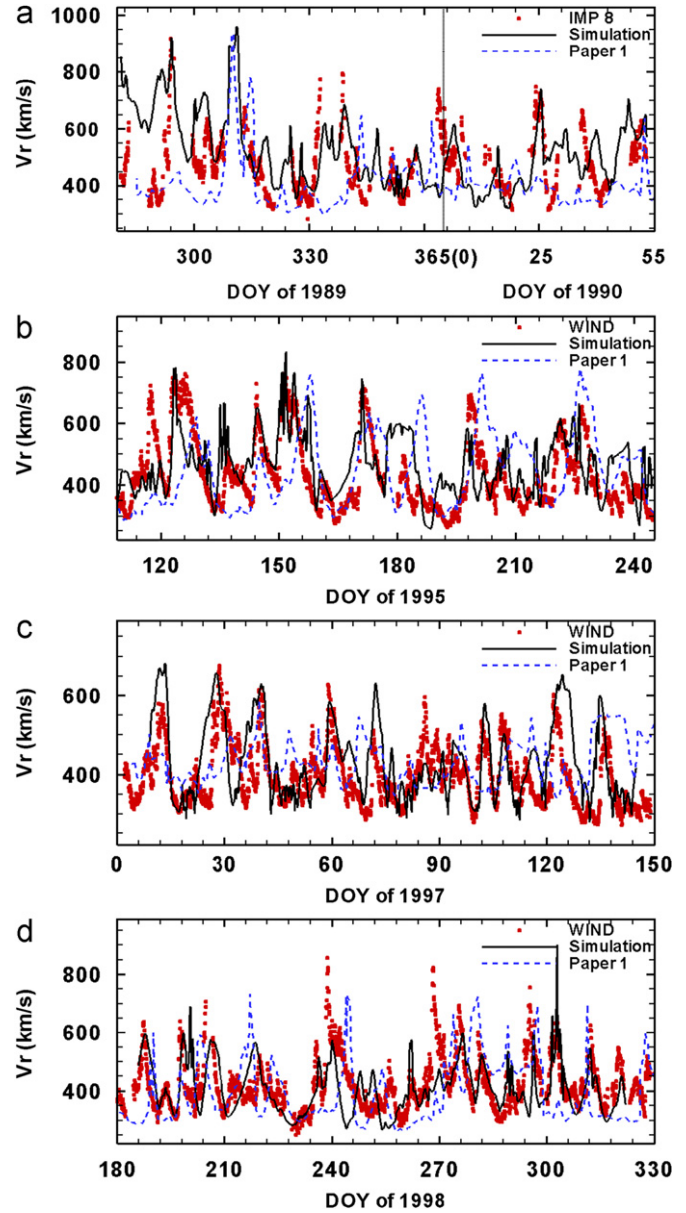 a
1000
800
600
400
Vr (km/s)
IMP 8
Simulation
Paper 1
300
330
365(0)
25
55
DOY of 1989
DOY of 1990
b
800
600
400
Vr (km/s)
WIND
Simulation
Paper 1
120
150
180
210
240
DOY of 1995
c
600
400
Vr (km/s)
WIND
Simulation
Paper 1
0
30
60
90
120
150
DOY of 1997
d
800
600
400
Vr (km/s)
WIND
Simulation
Paper 1
180
210
240
270
300
330
DOY of 1998